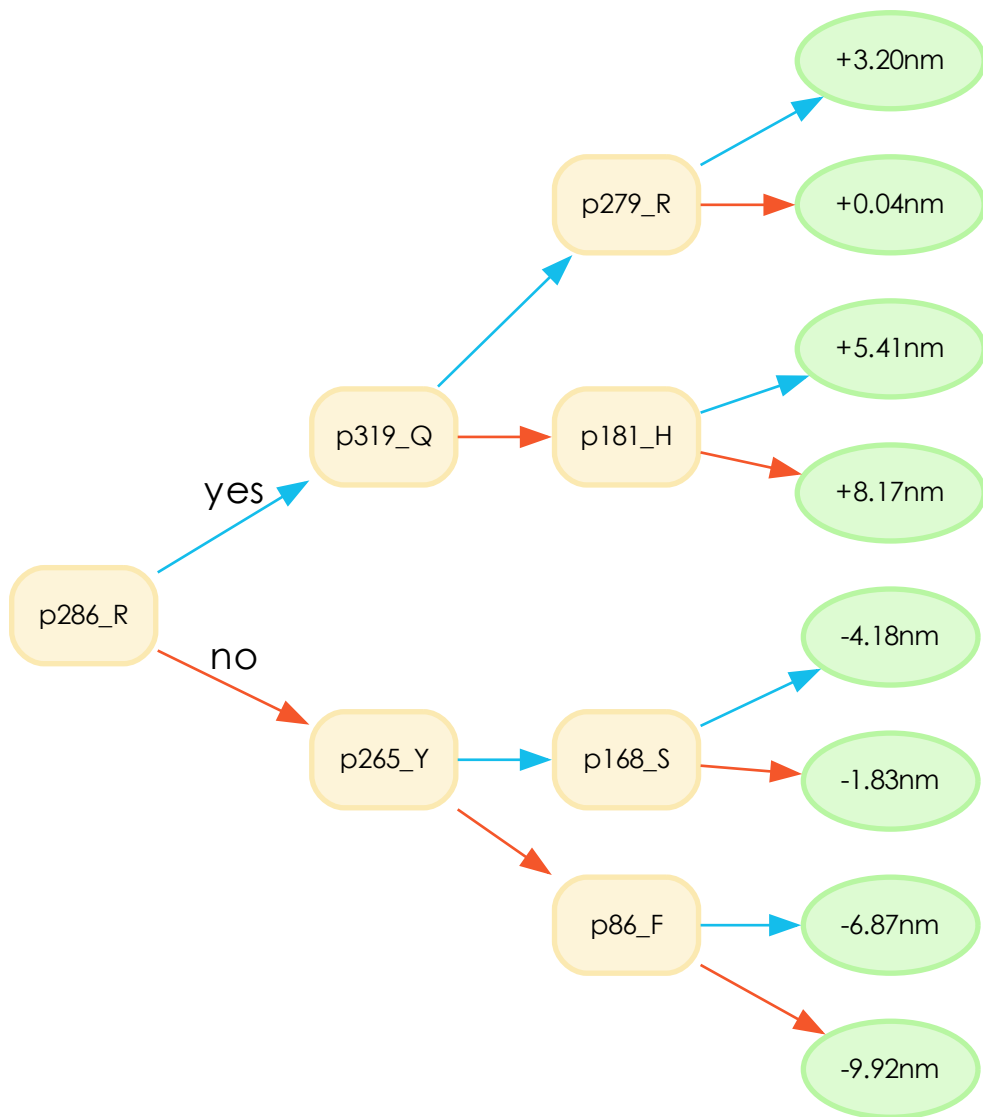 +3.20nm
p279_R
+0.04nm
+5.41nm
p319_Q
p181_H
yes
+8.17nm
p286_R
-4.18nm
no
p265_Y
p168_S
-1.83nm
p86_F
-6.87nm
-9.92nm